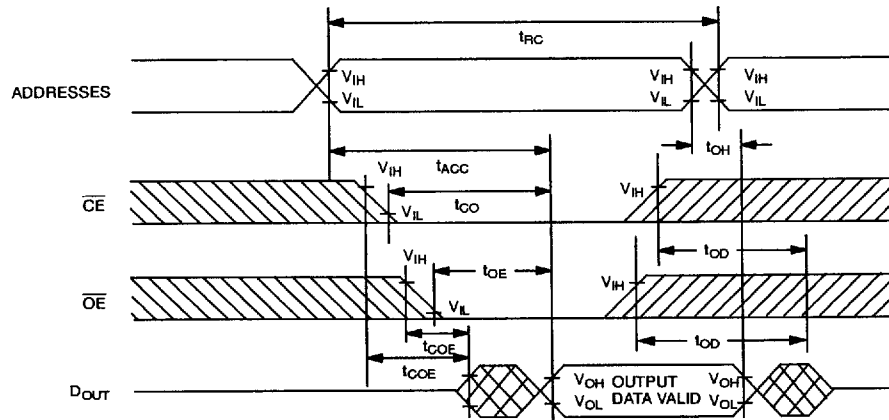 tRC
ADDRESSES
VIH
VIL
VIH
VIL
VIH
VIL
tACC
tOH
CE
VIH
VIL
tCO
VIH
tOD
OE
VIH
VIL
tOE
VIH
tOD
tCOE
tCOE
DOUT
VOH OUTPUT VOH
VOL DATA VALID VOL